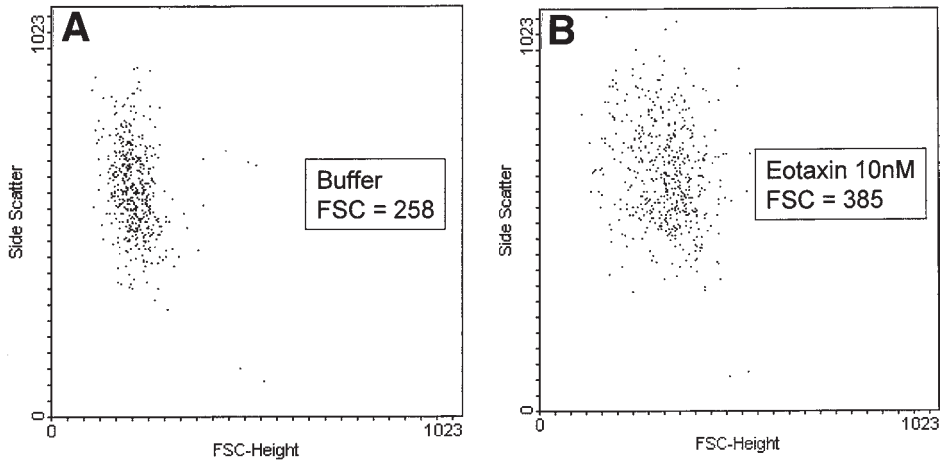 A
1023
Side Scatter
0
Buffer
FSC = 258
1023
FSC-Height
B
1023
Side Scatter
0
Eotaxin 10nM
FSC = 385
0
1023
FSC-Height